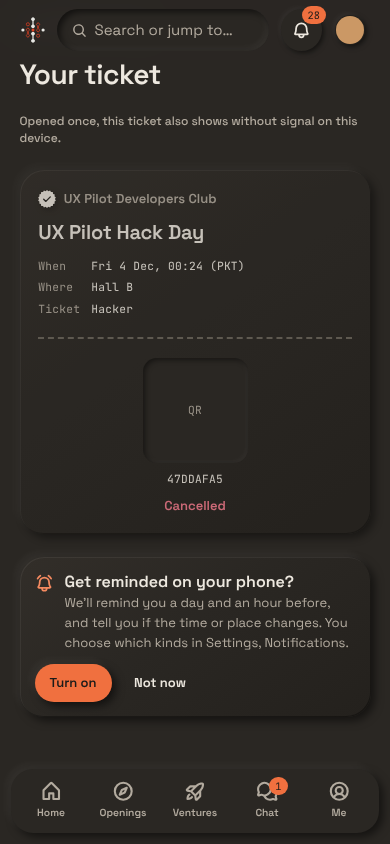 Search or jump to...
28
Your ticket
Opened once, this ticket also shows without signal on this
device.
UX Pilot Developers Club
UX Pilot Hack Day
When Fri 4 Dec, 00:24 (PKT)
Where Hall B
Ticket Hacker
QR
47DDAFA5
Cancelled
Get reminded on your phone?
We'll remind you a day and an hour before,
and tell you if the time or place changes. You
choose which kinds in Settings, Notifications.
Turn on Not now
1
Home Openings Ventures Chat Me